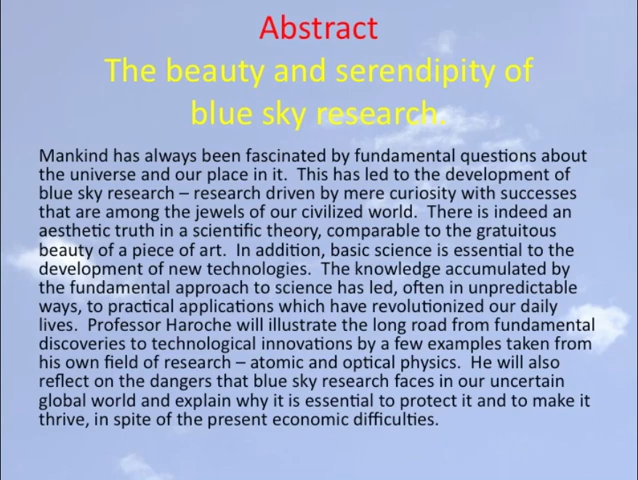 Abstract
The beauty and serendipity of
blue sky research.
Mankind has always been fascinated by fundamental questions about
the universe and our place in it.  This has led to the development of
blue sky research – research driven by mere curiosity with successes
that are among the jewels of our civilized world.  There is indeed an
aesthetic truth in a scientific theory, comparable to the gratuitous
beauty of a piece of art.  In addition, basic science is essential to the
development of new technologies.  The knowledge accumulated by
the fundamental approach to science has led, often in unpredictable
ways, to practical applications which have revolutionized our daily
lives.  Professor Haroche will illustrate the long road from fundamental
discoveries to technological innovations by a few examples taken from
his own field of research – atomic and optical physics.  He will also
reflect on the dangers that blue sky research faces in our uncertain
global world and explain why it is essential to protect it and to make it
thrive, in spite of the present economic difficulties.